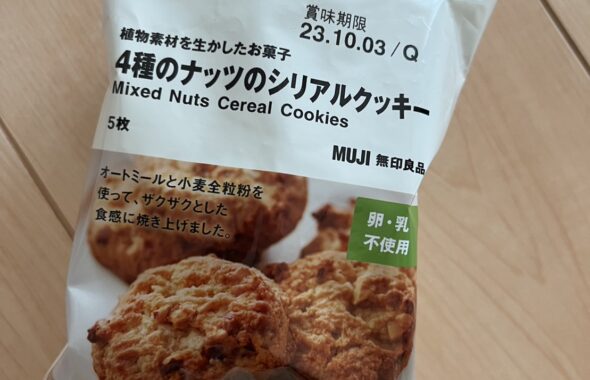 賞味期限
23.10.03/Q
植物素材を生かしたお菓子
4種のナッツのシリアルクッキー
Mixed Nuts Cereal Cookies
5枚
MUJI 無印良品
オートミールと小麦全粒粉を
使って、ザクザクとした
食感に焼き上げました。
卵・乳
不使用